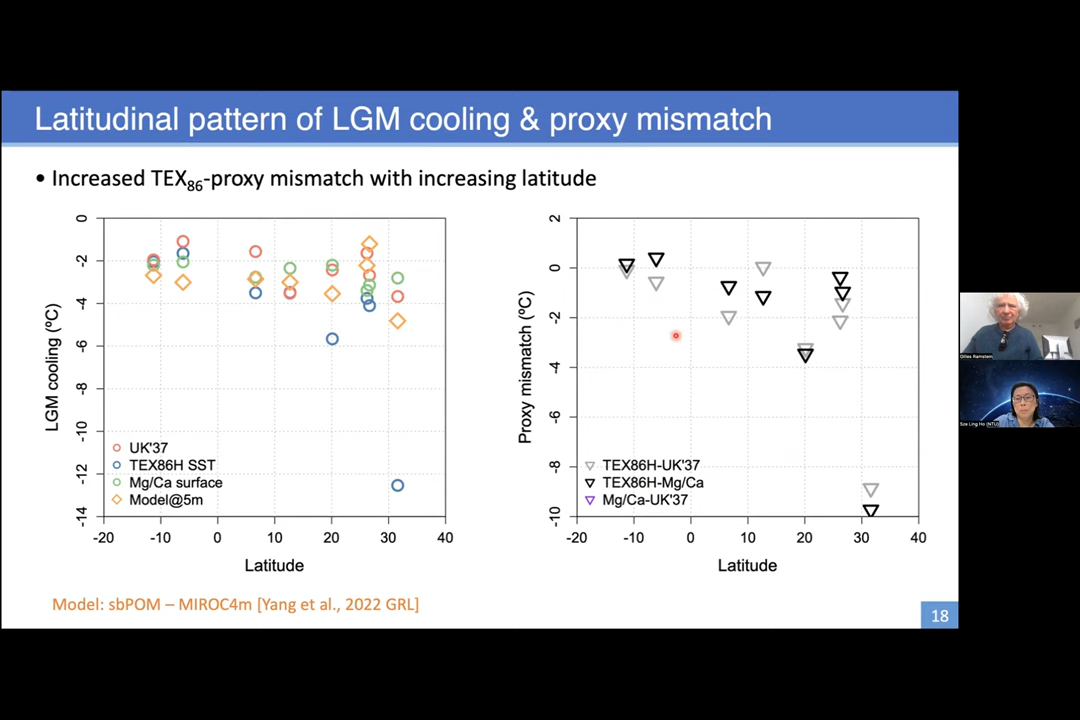 Latitudinal pattern of LGM cooling & proxy mismatch
• Increased TEX86-proxy mismatch with increasing latitude
LGM cooling (ºC)
0
-2
-4
-6
-8
-10
-12
-14
UK'37
TEX86H SST
Mg/Ca surface
Model@5m
-20 -10 0 10 20 30 40
Latitude
Proxy mismatch (ºC)
2
0
-2
-4
-6
-8
-10
TEX86H-UK'37
TEX86H-Mg/Ca
Mg/Ca-UK'37
-20 -10 0 10 20 30 40
Latitude
Model: sbPOM – MIROC4m [Yang et al., 2022 GRL]
18
Gilles Ramstein
Sze Ling Ho (NTU)